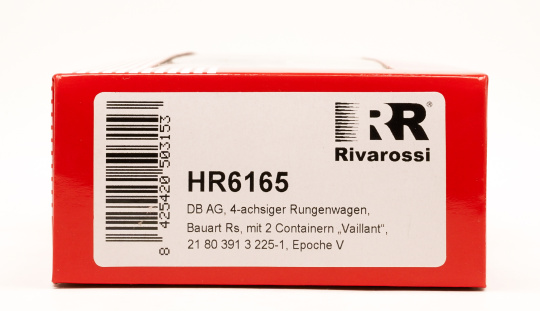 RR®
Rivarossi
HR6165
DB AG, 4-achsiger Rungenwagen,
Bauart Rs, mit 2 Containern „Vaillant“,
21 80 391 3 225-1, Epoche V
8 425420 503153